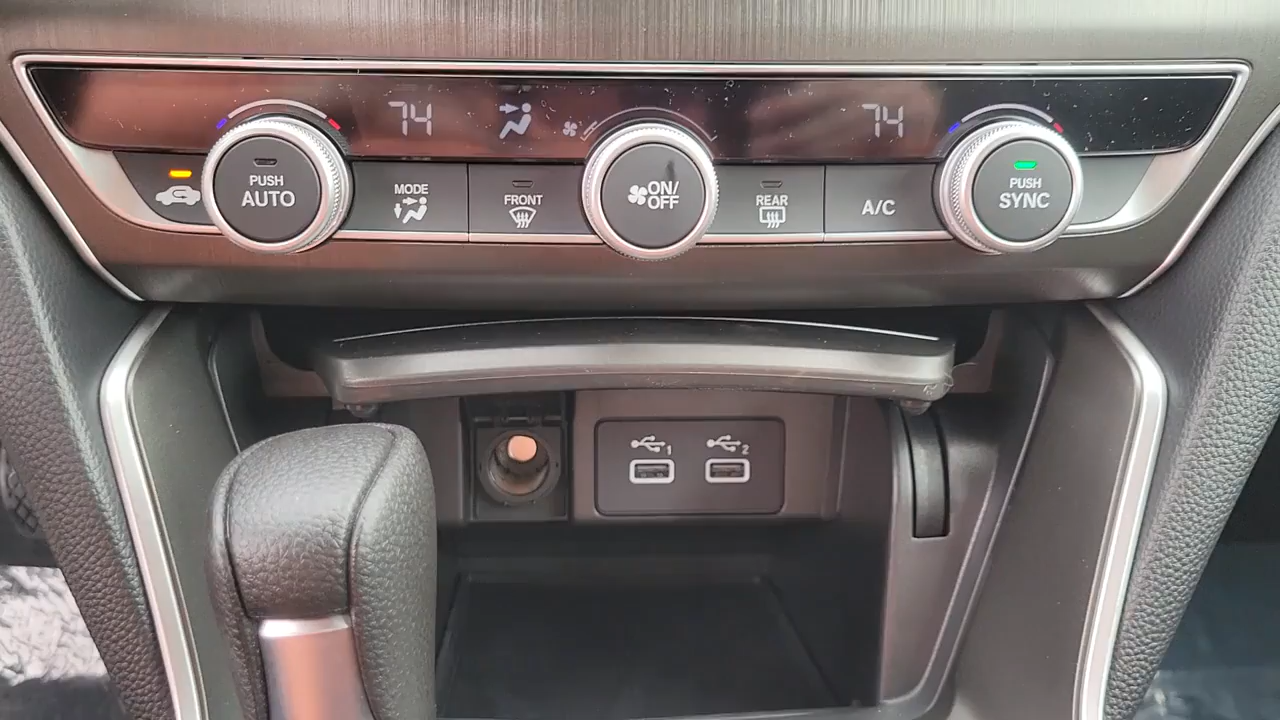 74
74
PUSH
AUTO
MODE
FRONT
ON/
OFF
REAR
A/C
PUSH
SYNC
1
2